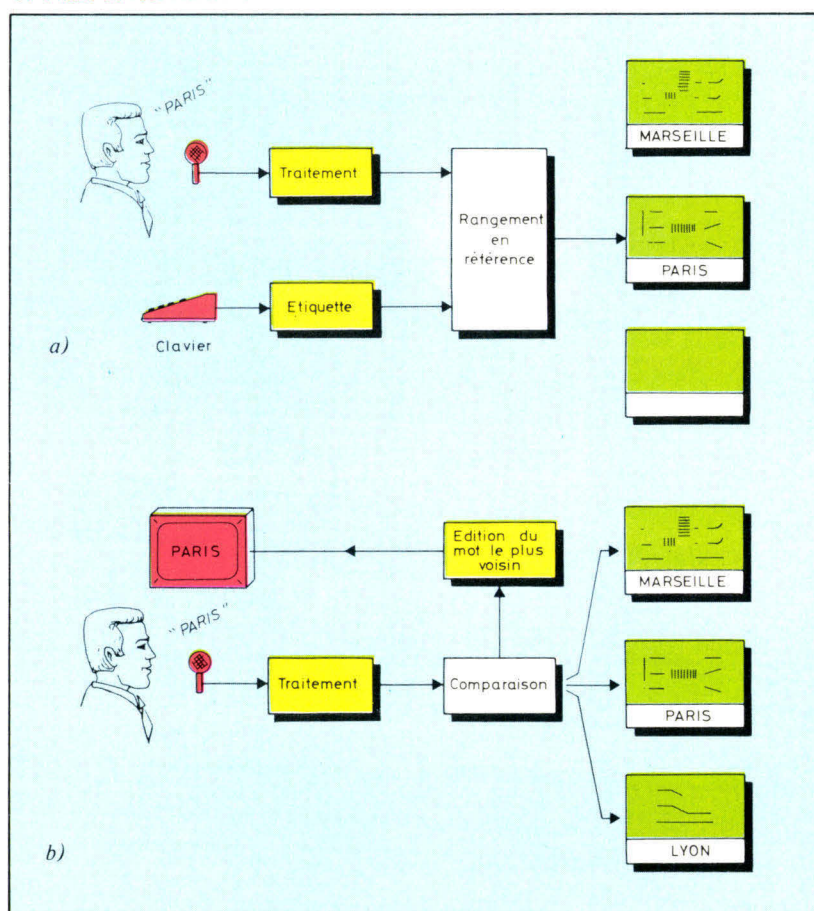 "PARIS"
Traitement
Rangement
en
rétérence
Etiquette
Clavier
a)
MARSEILLE
PARIS
PARIS
Edition du
mot le plus
voisin
"PARIS"
Traitement
Comparaison
MARSEILLE
PARIS
LYON
b)